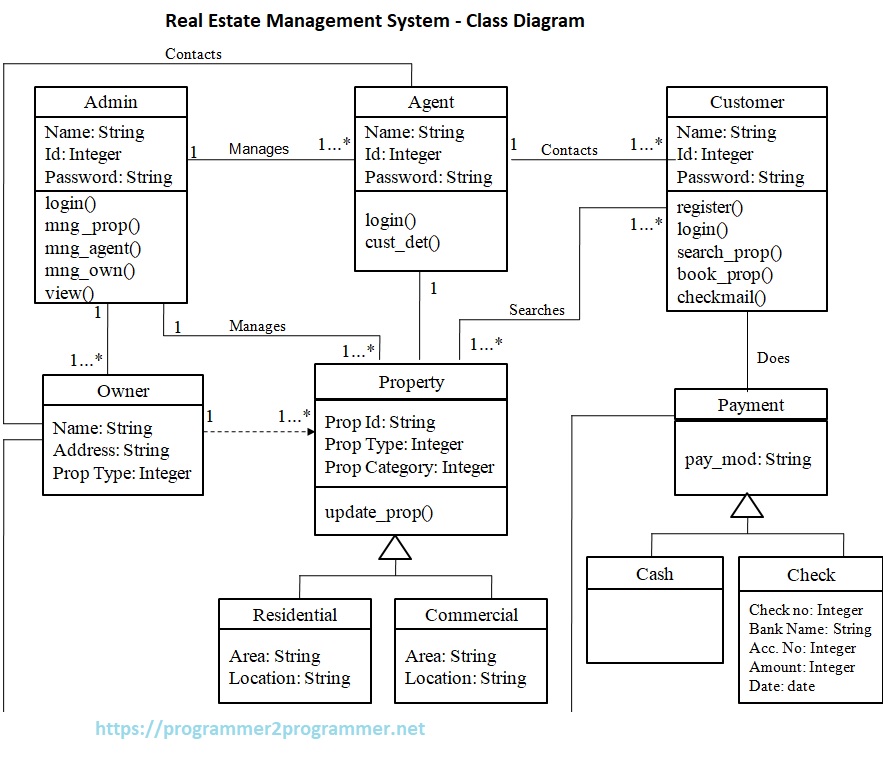 Real Estate Management System - Class Diagram
Contacts
Admin
Name: String
Id: Integer
Password: String
login()
mng_prop()
mng_agent()
mng_own()
view()
1
Manages
1...*
Agent
Name: String
Id: Integer
Password: String
login()
cust_det()
1
Contacts
1...*
Customer
Name: String
Id: Integer
Password: String
register()
login()
search_prop()
book_prop()
checkmail()
1...*
1
1
Manages
1...*
1
Searches
1...*
1...*
Does
Owner
Name: String
Address: String
Prop Type: Integer
1
1...*
Property
Prop Id: String
Prop Type: Integer
Prop Category: Integer
update_prop()
Payment
pay_mod: String
Residential
Area: String
Location: String
Commercial
Area: String
Location: String
Cash
Check
Check no: Integer
Bank Name: String
Acc. No: Integer
Amount: Integer
Date: date
https://programmer2programmer.net